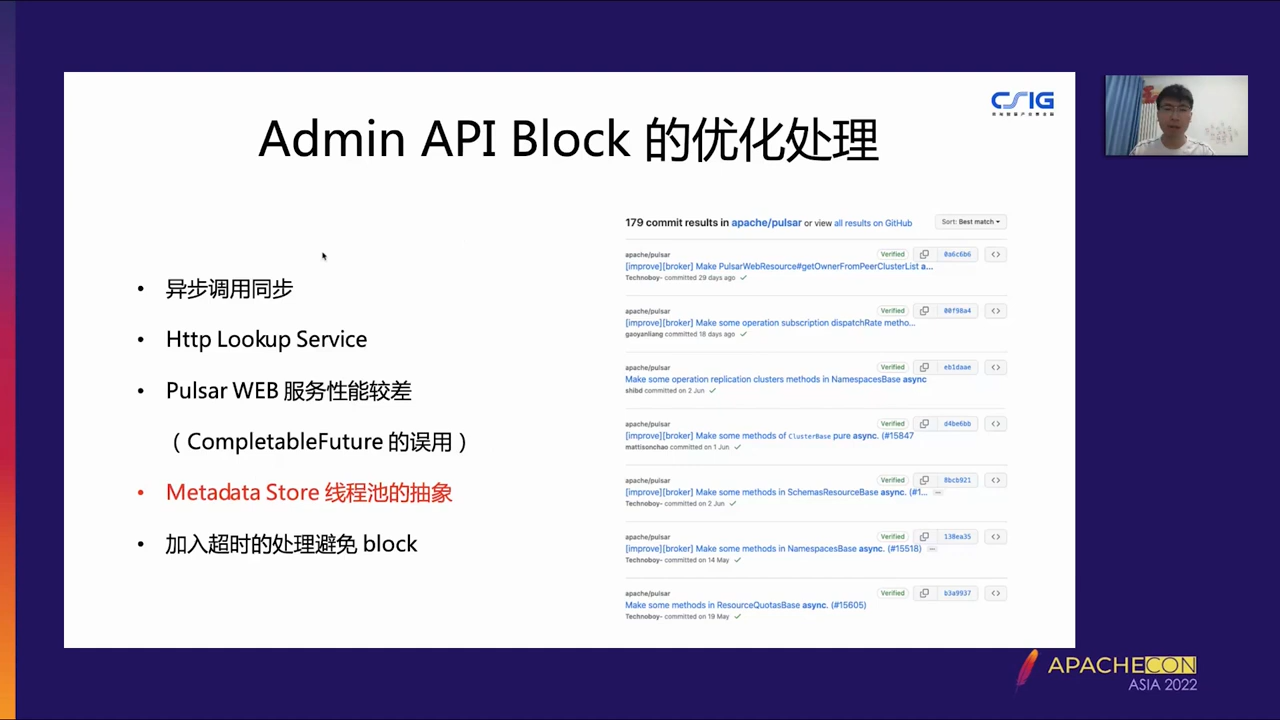 CSIG
Admin API Block 的优化处理
• 异步调用同步
• Http Lookup Service
• Pulsar WEB 服务性能较差
（CompletableFuture 的误用）
• Metadata Store 线程池的抽象
• 加入超时的处理避免 block
179 commit results in apache/pulsar or view all results on GitHub
Sort: Best match
apache/pulsar
Verified 0a6c6b6
[improve][broker] Make PulsarWebResource#getOwnerFromPeerClusterList a...
Technoboy- committed 29 days ago
apache/pulsar
Verified 00f98a4
[improve][broker] Make some operation subscription dispatchRate metho...
gaoyanliang committed 18 days ago
apache/pulsar
Verified eb1daae
Make some operation replication clusters methods in NamespacesBase async
shibd committed on 2 Jun
apache/pulsar
Verified d4be6bb
[improve][broker] Make some methods of ClusterBase pure async. (#15847
mattisonchao committed on 1 Jun
apache/pulsar
Verified 8bcb921
[improve][broker] Make some methods in SchemasResourceBase async. (#1...
Technoboy- committed on 2 Jun
apache/pulsar
Verified 138ea35
[improve][broker] Make some methods in NamespacesBase async. (#15518)
Technoboy- committed on 14 May
apache/pulsar
Verified b3a9937
Make some methods in ResourceQuotasBase async. (#15605)
Technoboy- committed on 19 May
APACHECON
ASIA 2022